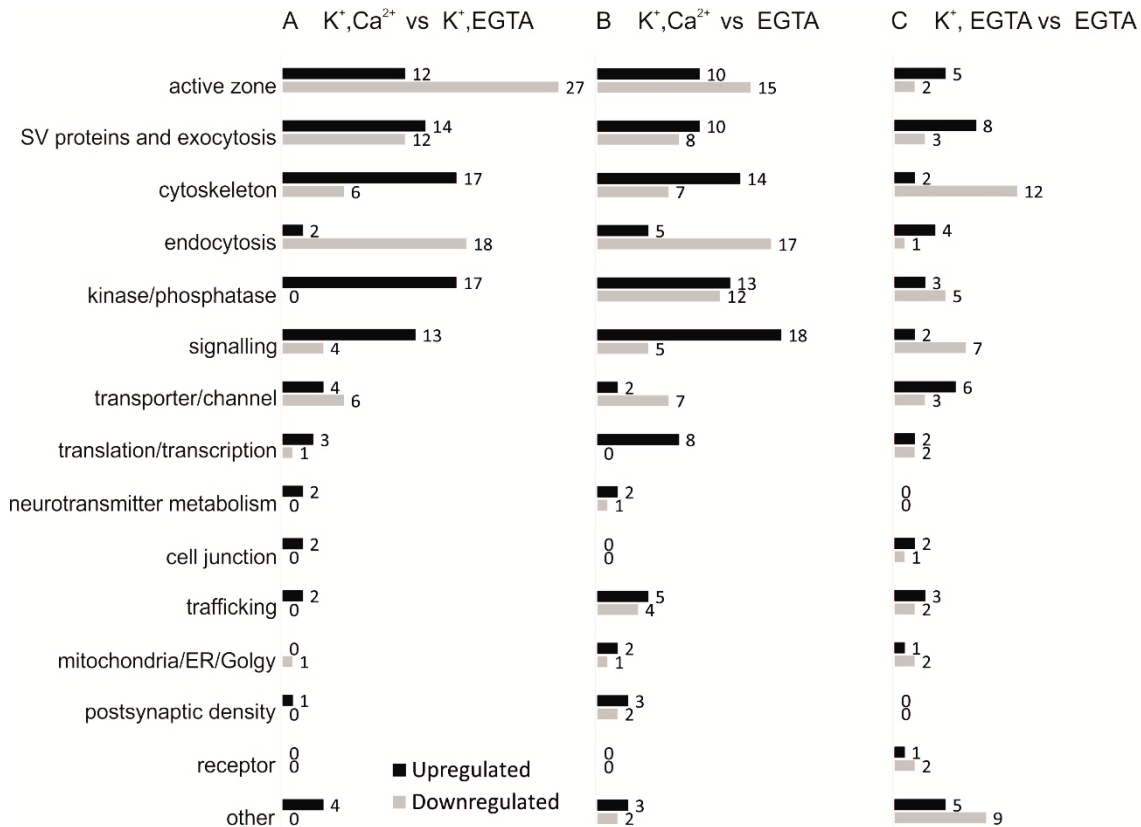 A K⁺,Ca²⁺ vs K⁺,EGTA B K⁺,Ca²⁺ vs EGTA C K⁺, EGTA vs EGTA
12 10 5
active zone
27 15 2
14 10 8
SV proteins and exocytosis
12 8 3
17 14 2
cytoskeleton
6 7 12
2 5 4
endocytosis
18 17 1
17 13 3
kinase/phosphatase
0 12 5
13 18 2
signalling
4 5 7
4 2 6
transporter/channel
6 7 3
3 8 2
translation/transcription
1 0 2
2 2 0
neurotransmitter metabolism
0 1 0
2 0 2
cell junction
0 0 1
2 5 3
trafficking
0 4 2
0 2 1
mitochondria/ER/Golgy
1 1 2
1 3 0
postsynaptic density
0 2 0
0 0 1
receptor
0 0 2
Upregulated
Downregulated
4 3 5
other
0 2 9